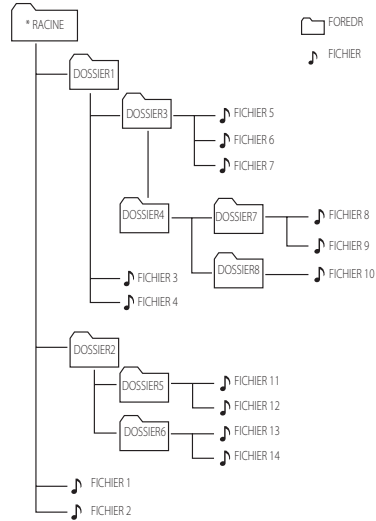 * RACINE
FOREDR
FICHIER
DOSSIER1
DOSSIER3
FICHIER 5
FICHIER 6
FICHIER 7
DOSSIER4
DOSSIER7
FICHIER 8
FICHIER 9
DOSSIER8
FICHIER 10
FICHIER 3
FICHIER 4
DOSSIER2
DOSSIER5
FICHIER 11
FICHIER 12
DOSSIER6
FICHIER 13
FICHIER 14
FICHIER 1
FICHIER 2